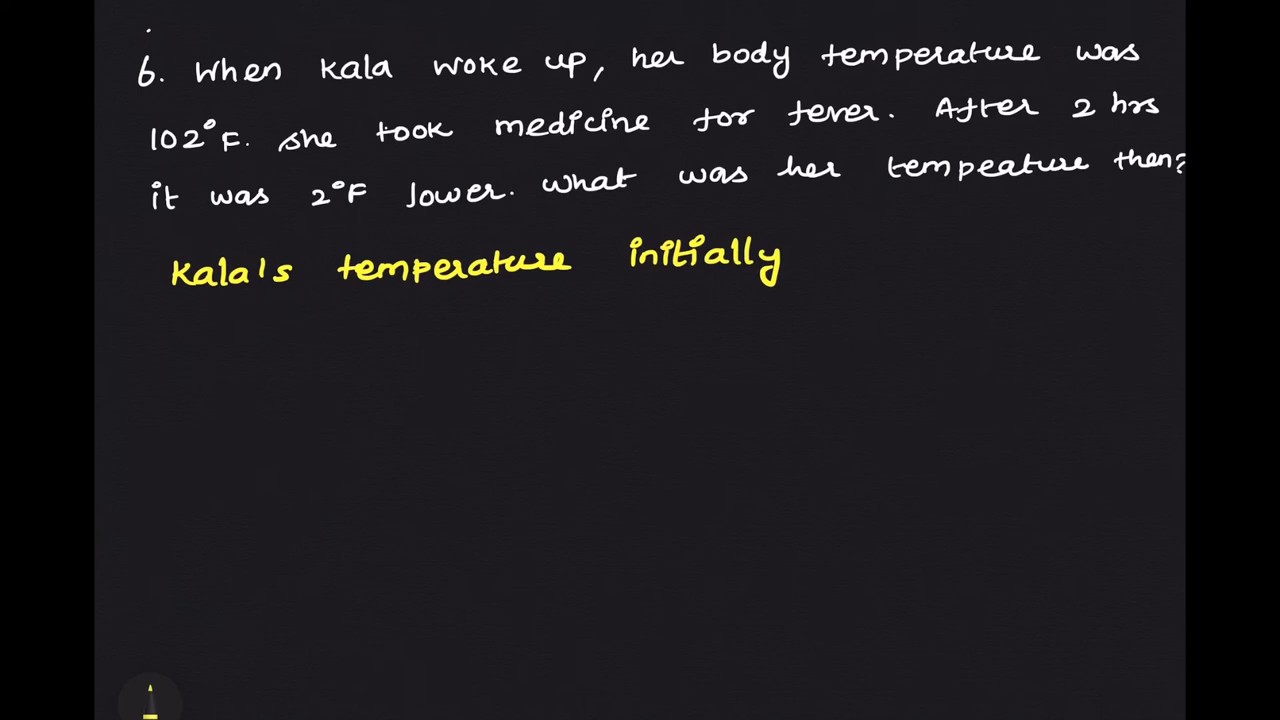 6. When Kala woke up, her body temperature was
102°F. She took medicine for fever. After 2 hrs
it was 2°F lower. What was her tempeature then?
Kala's temperature initially